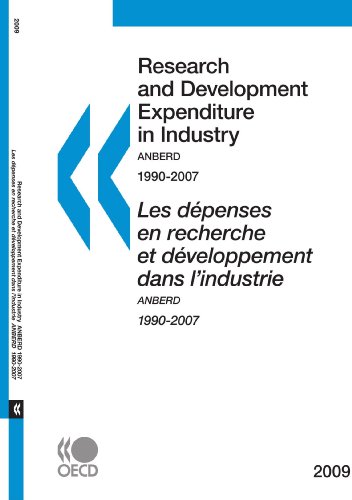 2009
Research and Development Expenditure in Industry ANBERD 1990-2007
Les dépenses en recherche et développement dans l'industrie ANBERD 1990-2007
Research
and Development
Expenditure
in Industry
ANBERD
1990-2007
Les dépenses
en recherche
et développement
dans l'industrie
ANBERD
1990-2007
OECD
2009